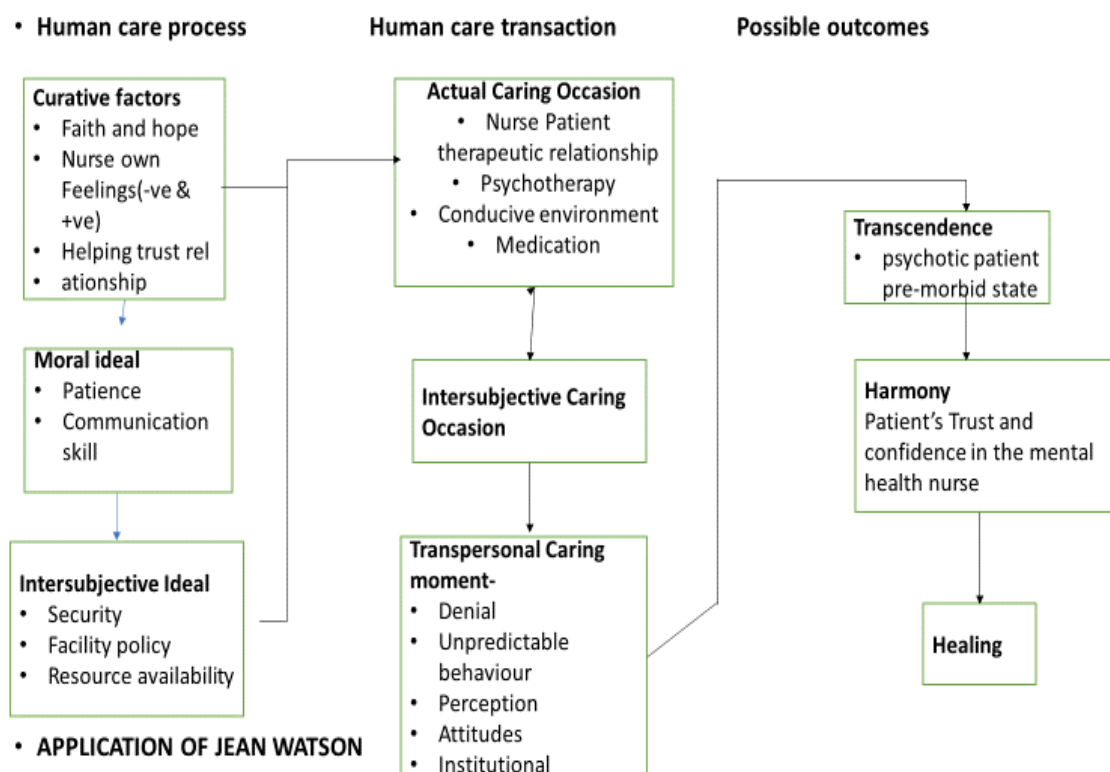 • Human care process
Human care transaction
Possible outcomes
Curative factors
• Faith and hope
• Nurse own
Feelings(-ve &
+ve)
• Helping trust rel
• ationship
Moral ideal
• Patience
• Communication
skill
Intersubjective Ideal
• Security
• Facility policy
• Resource availability
• APPLICATION OF JEAN WATSON
Actual Caring Occasion
• Nurse Patient
therapeutic relationship
• Psychotherapy
• Conducive environment
• Medication
Intersubjective Caring
Occasion
Transpersonal Caring
moment-
• Denial
• Unpredictable
behaviour
• Perception
• Attitudes
• Institutional
Transcendence
• psychotic patient
pre-morbid state
Harmony
Patient's Trust and
confidence in the mental
health nurse
Healing